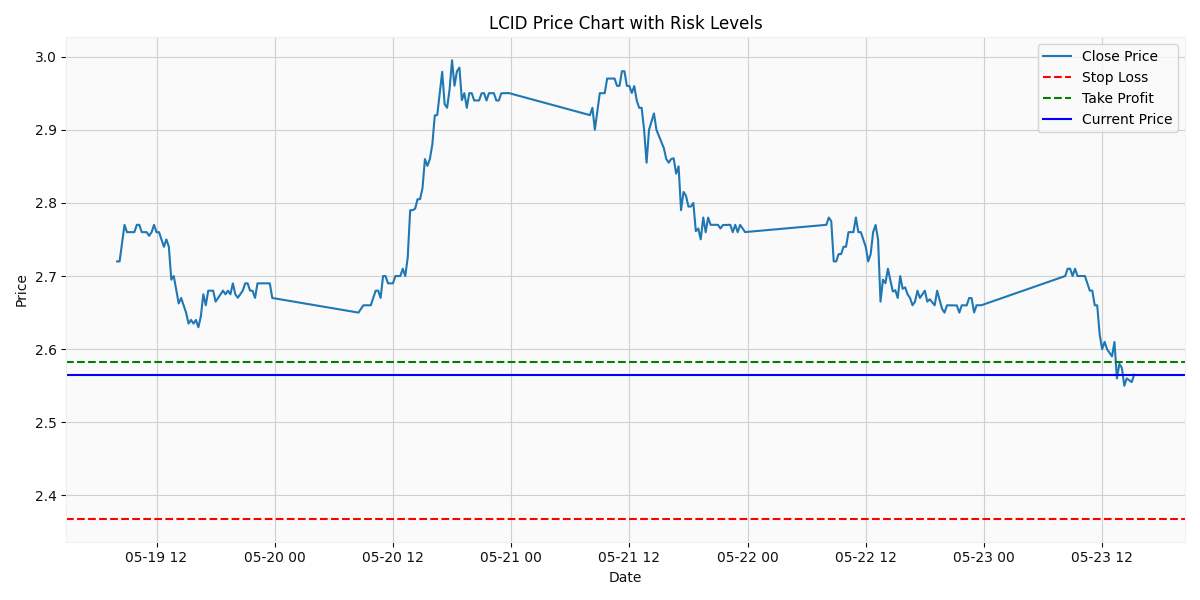 LCID Price Chart with Risk Levels
Close Price
Stop Loss
Take Profit
Current Price
Price
3.0
2.9
2.8
2.7
2.6
2.5
2.4
05-19 12
05-20 00
05-20 12
05-21 00
05-21 12
05-22 00
05-22 12
05-23 00
05-23 12
Date